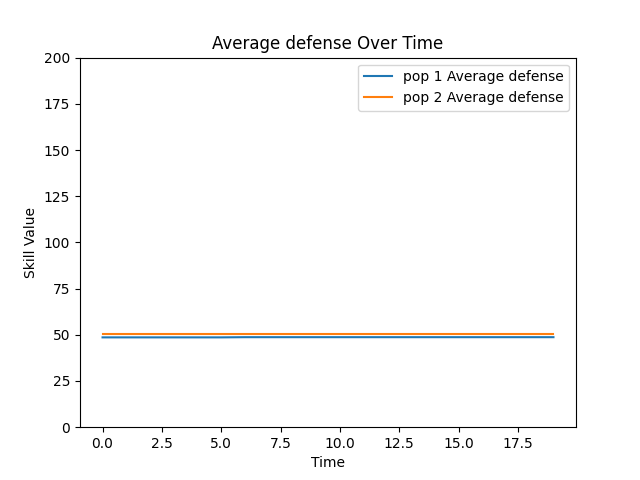 Average defense Over Time
pop 1 Average defense
pop 2 Average defense
200
175
150
125
100
75
50
25
0
Skill Value
0.0 2.5 5.0 7.5 10.0 12.5 15.0 17.5
Time